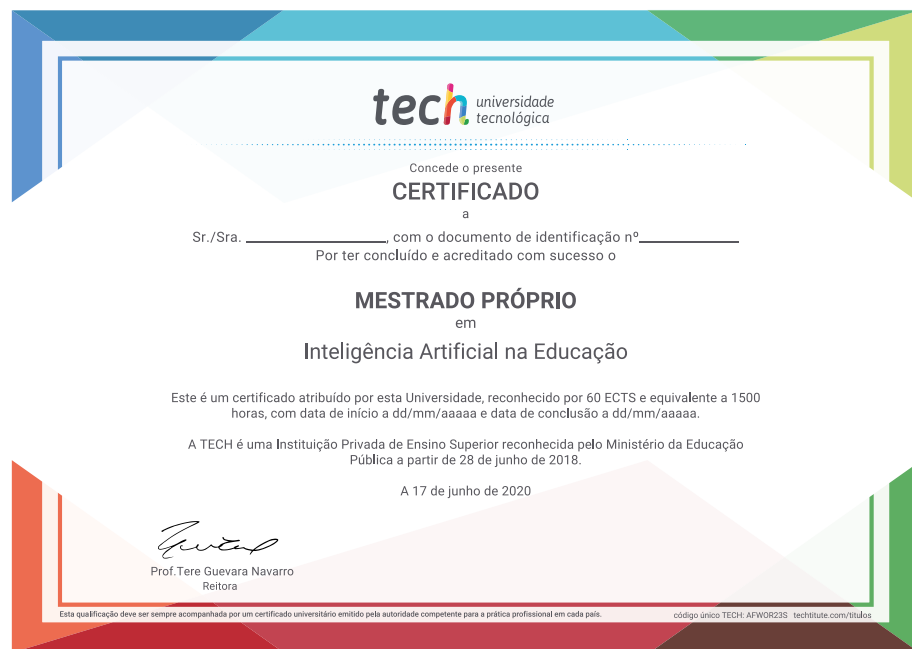 tech universidade
tecnológica
Concede o presente
CERTIFICADO
a
Sr./Sra. ________________, com o documento de identificação nº____________
Por ter concluído e acreditado com sucesso o
MESTRADO PRÓPRIO
em
Inteligência Artificial na Educação
Este é um certificado atribuído por esta Universidade, reconhecido por 60 ECTS e equivalente a 1500
horas, com data de início a dd/mm/aaaaa e data de conclusão a dd/mm/aaaaa.
A TECH é uma Instituição Privada de Ensino Superior reconhecida pelo Ministério da Educação
Pública a partir de 28 de junho de 2018.
A 17 de junho de 2020
Prof.Tere Guevara Navarro
Reitora
Esta qualificação deve ser sempre acompanhada por um certificado universitário emitido pela autoridade competente para a prática profissional em cada país.
código único TECH: AFWOR23S techtitute.com/titulos